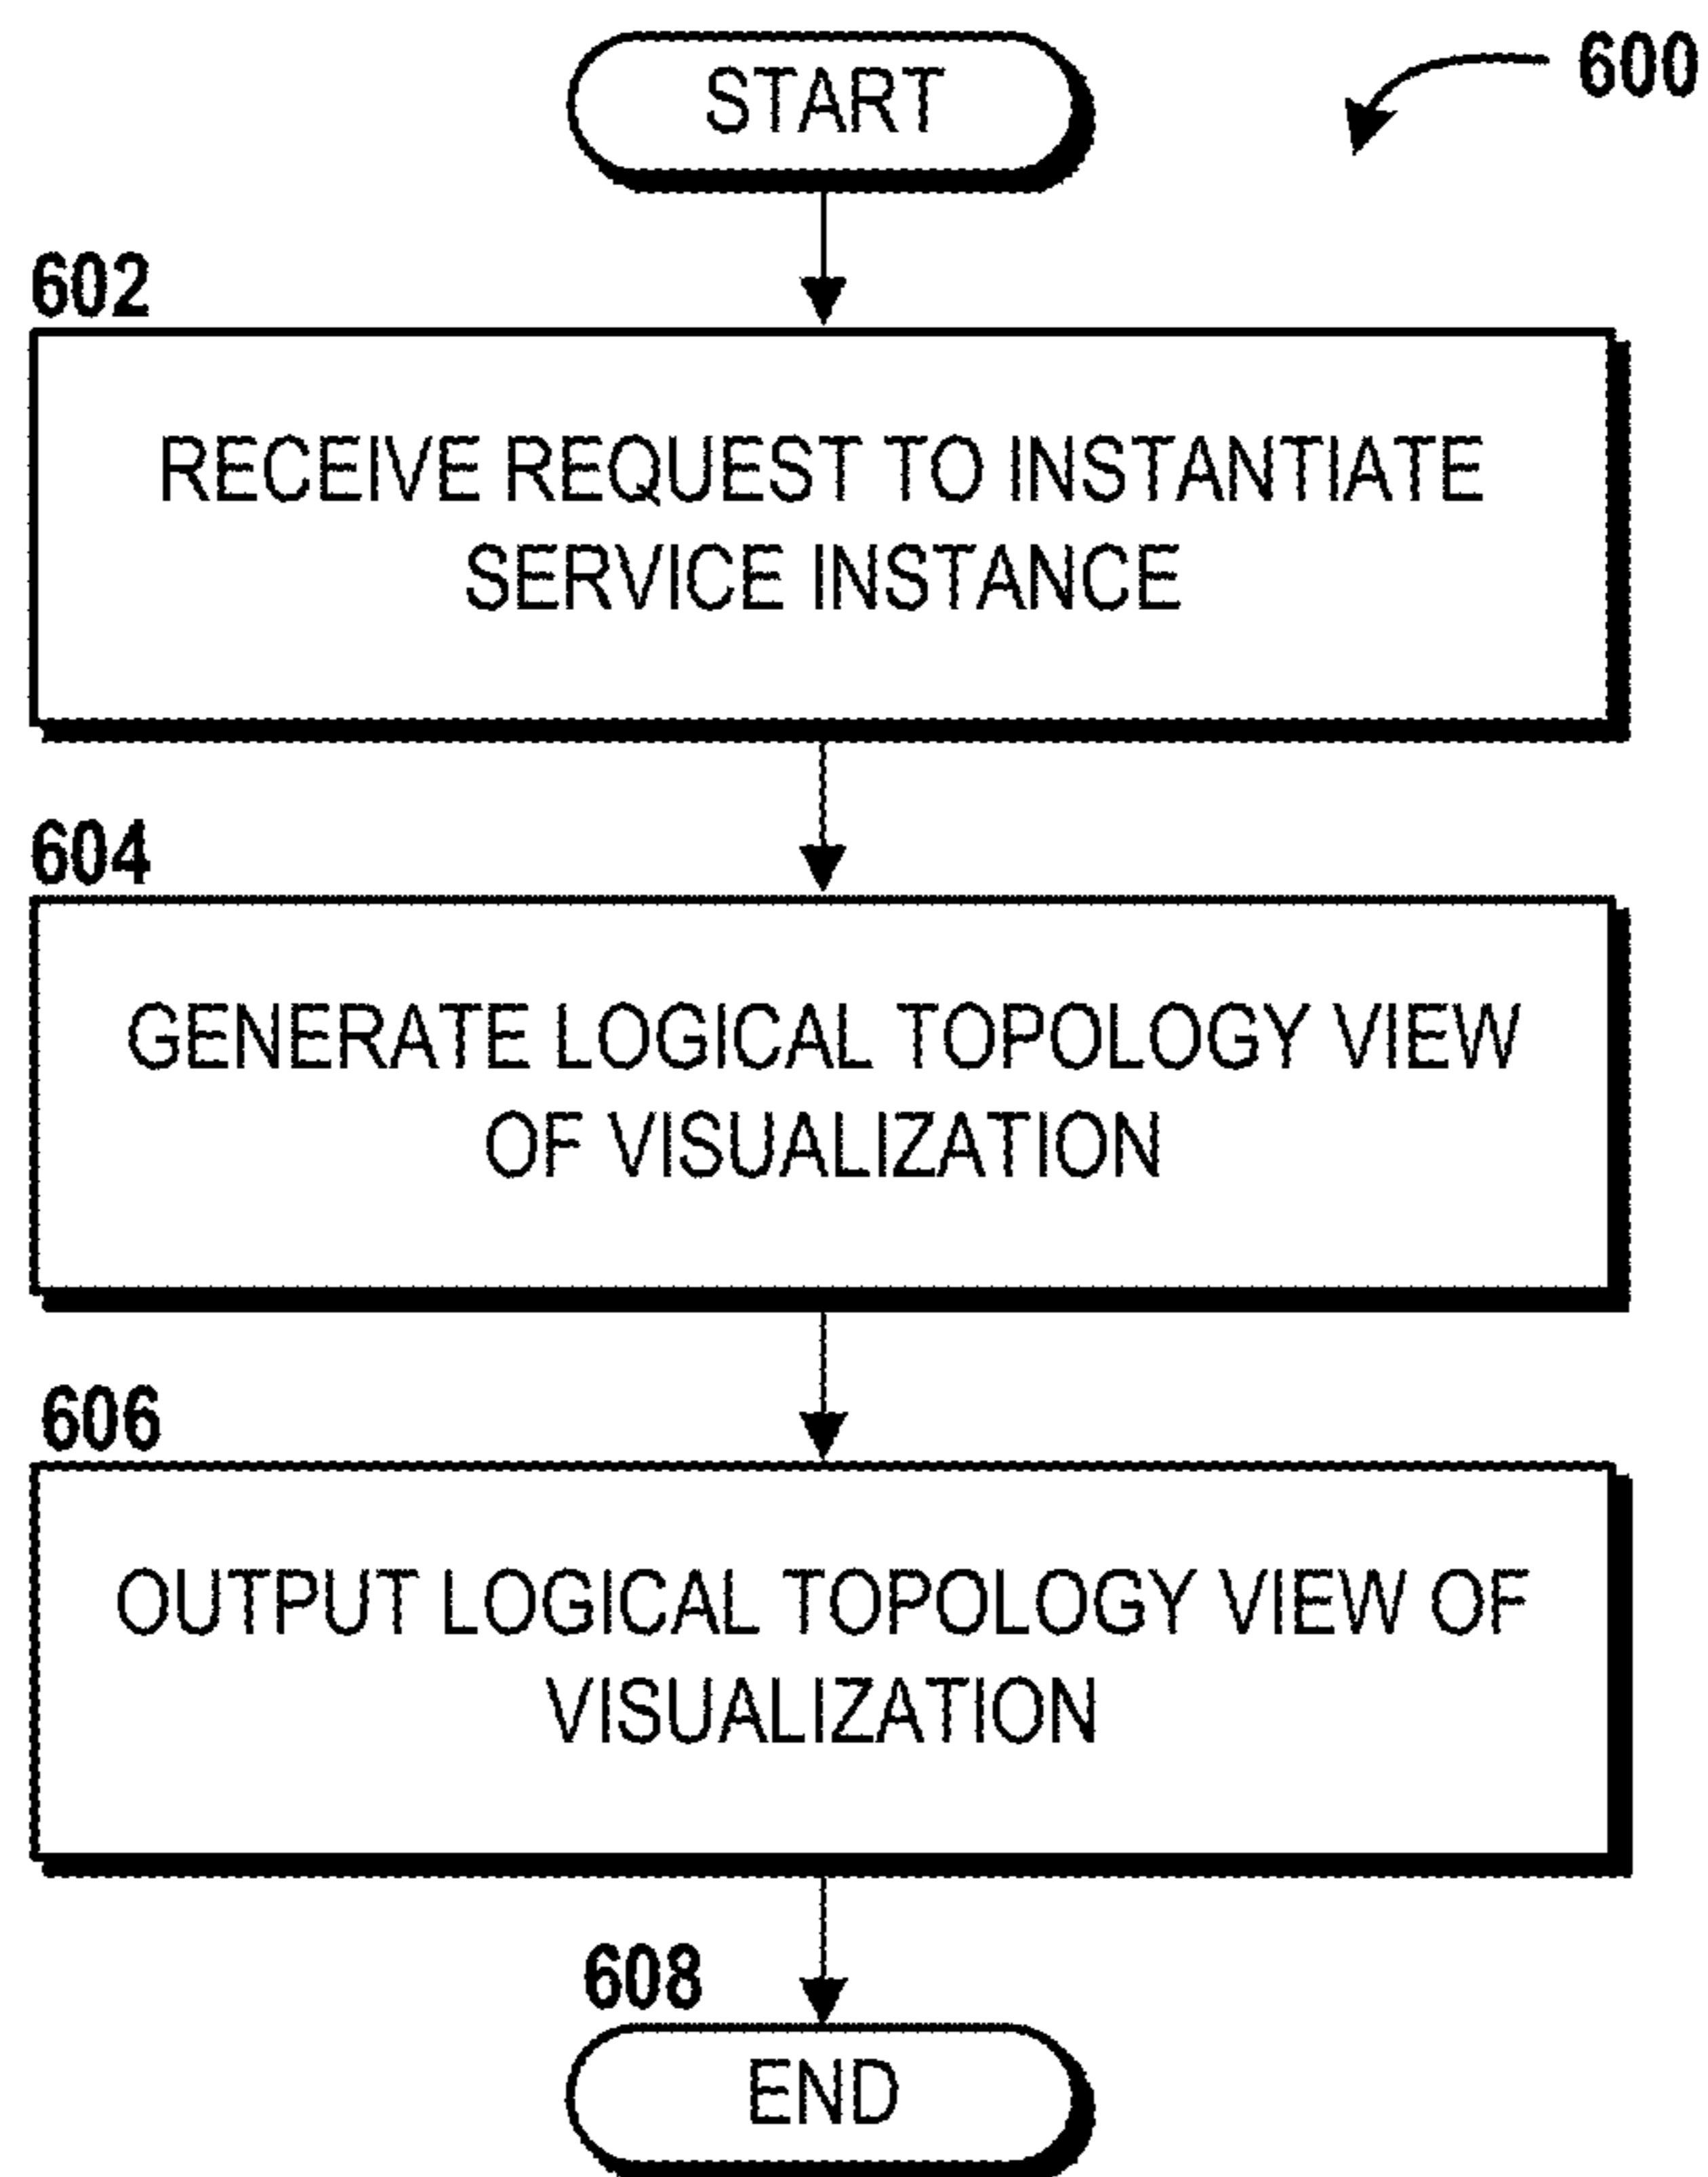 START
600
602
RECEIVE REQUEST TO INSTANTIATE
SERVICE INSTANCE
604
GENERATE LOGICAL TOPOLOGY VIEW
OF VISUALIZATION
606
OUTPUT LOGICAL TOPOLOGY VIEW OF
VISUALIZATION
608
END